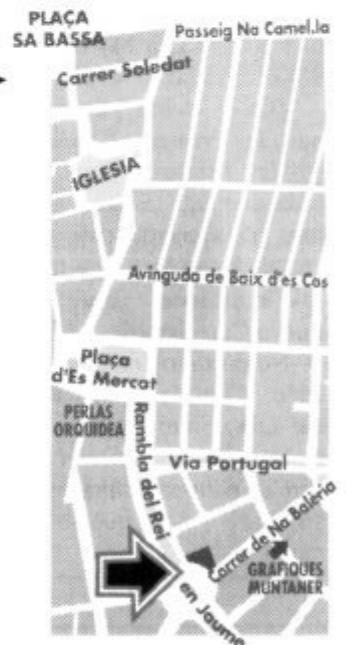 PLAÇA
SA BASSA
Passeig Na Camel.la
Carrer Soledat
IGLESIA
Avinguda de Baix d'es Cos
Plaça
d'Es Mercat
PERLAS
ORQUIDEA
Rambla del Rei
en Jaume
Via Portugal
Carrer de Na Baléria
GRÀFIQUES
MUNTANER